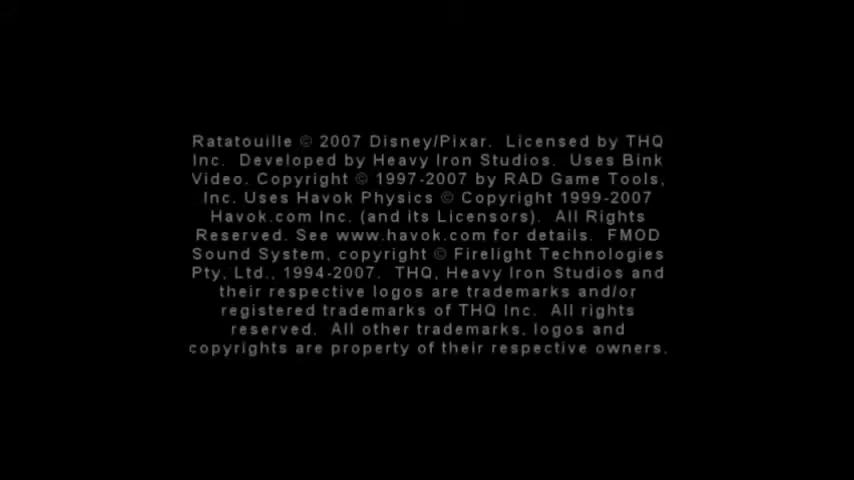 Ratatouille © 2007 Disney/Pixar. Licensed by THQ
Inc. Developed by Heavy Iron Studios. Uses Bink
Video. Copyright © 1997-2007 by RAD Game Tools,
Inc. Uses Havok Physics © Copyright 1999-2007
Havok.com Inc. (and its Licensors). All Rights
Reserved. See www.havok.com for details. FMOD
Sound System, copyright © Firelight Technologies
Pty, Ltd., 1994-2007. THQ, Heavy Iron Studios and
their respective logos are trademarks and/or
registered trademarks of THQ Inc. All rights
reserved. All other trademarks, logos and
copyrights are property of their respective owners.